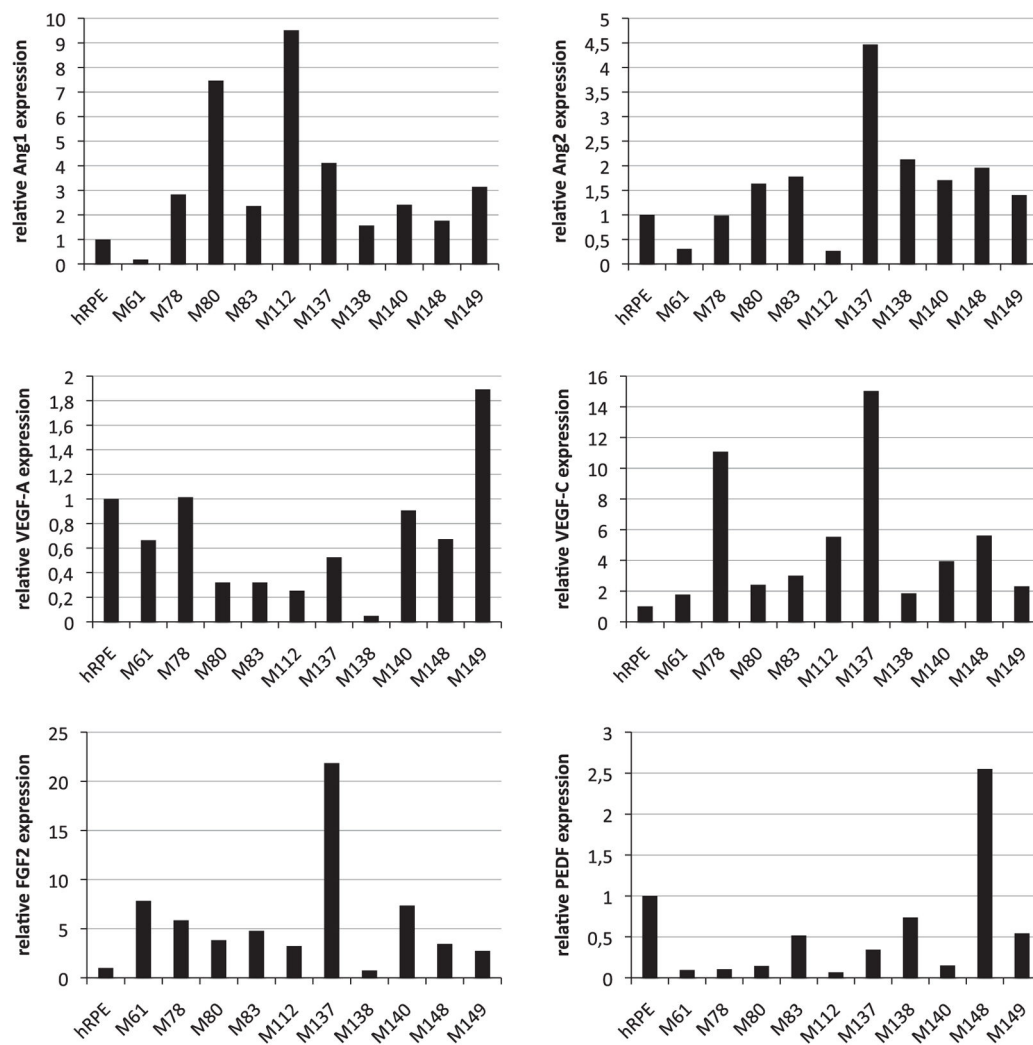 relative Ang1 expression
10
9
8
7
6
5
4
3
2
1
0
hRPE
M61
M78
M80
M83
M112
M137
M138
M140
M148
M149
relative Ang2 expression
5
4,5
4
3,5
3
2,5
2
1,5
1
0,5
0
hRPE
M61
M78
M80
M83
M112
M137
M138
M140
M148
M149
relative VEGF-A expression
2
1,8
1,6
1,4
1,2
1
0,8
0,6
0,4
0,2
0
hRPE
M61
M78
M80
M83
M112
M137
M138
M140
M148
M149
relative VEGF-C expression
16
14
12
10
8
6
4
2
0
hRPE
M61
M78
M80
M83
M112
M137
M138
M140
M148
M149
relative FGF2 expression
25
20
15
10
5
0
hRPE
M61
M78
M80
M83
M112
M137
M138
M140
M148
M149
relative PEDF expression
3
2,5
2
1,5
1
0,5
0
hRPE
M61
M78
M80
M83
M112
M137
M138
M140
M148
M149